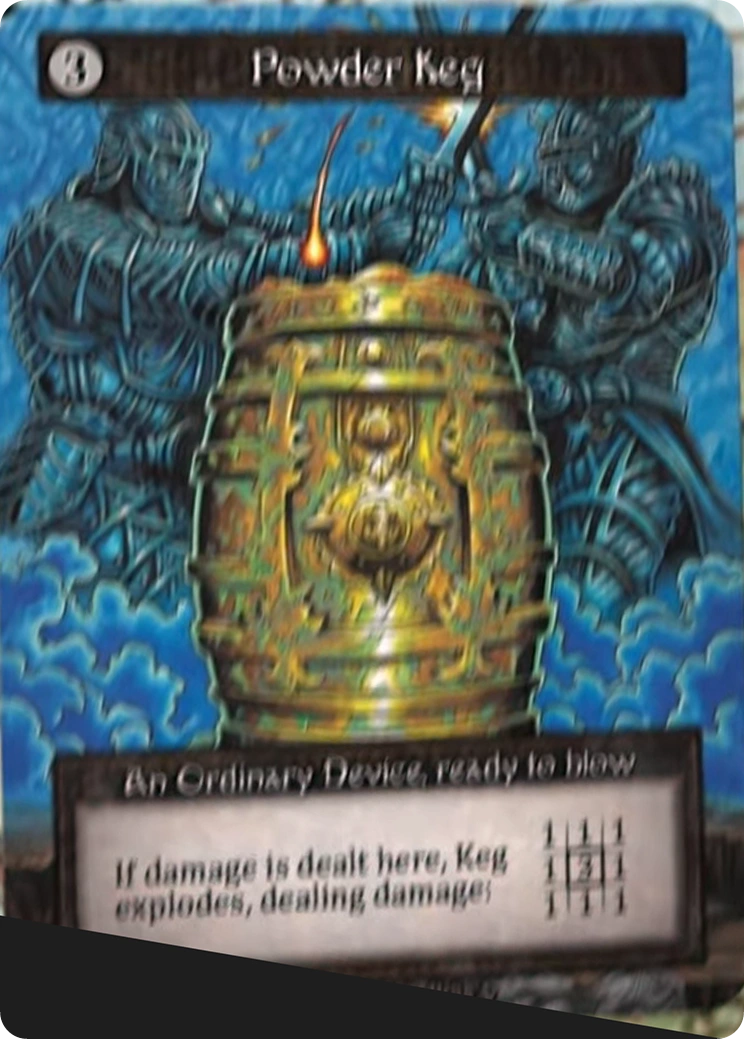 3 Powder Keg
An Ordinary Device, ready to blow
If damage is dealt here, Keg
explodes, dealing damage:
1 1 1
1 3 1
1 1 1